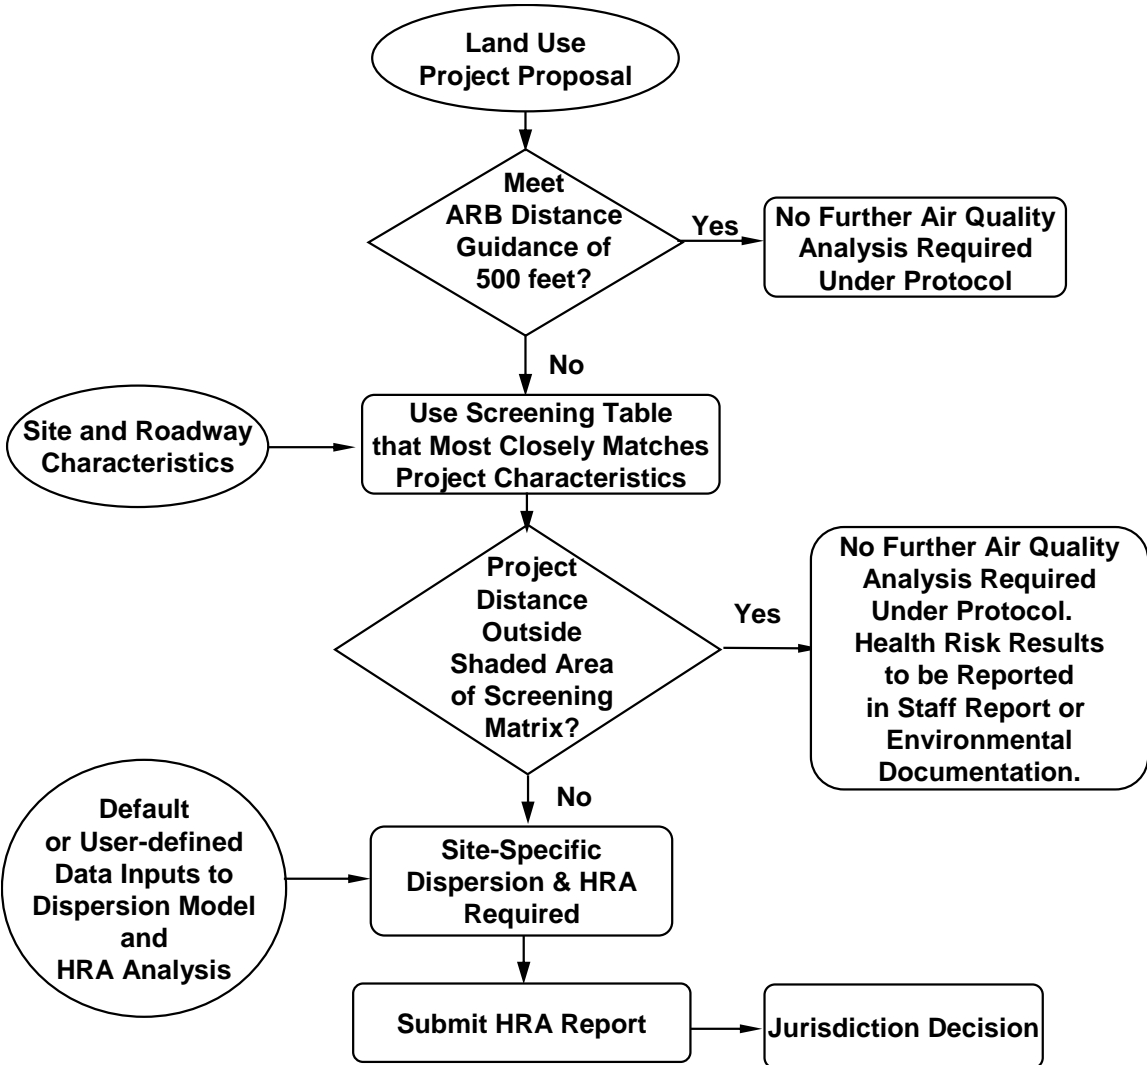 Land Use
Project Proposal
Meet
ARB Distance
Guidance of
500 feet?
Yes
No Further Air Quality
Analysis Required
Under Protocol
No
Site and Roadway
Characteristics
Use Screening Table
that Most Closely Matches
Project Characteristics
Project
Distance
Outside
Shaded Area
of Screening
Matrix?
Yes
No Further Air Quality
Analysis Required
Under Protocol.
Health Risk Results
to be Reported
in Staff Report or
Environmental
Documentation.
No
Default
or User-defined
Data Inputs to
Dispersion Model
and
HRA Analysis
Site-Specific
Dispersion & HRA
Required
Submit HRA Report
Jurisdiction Decision